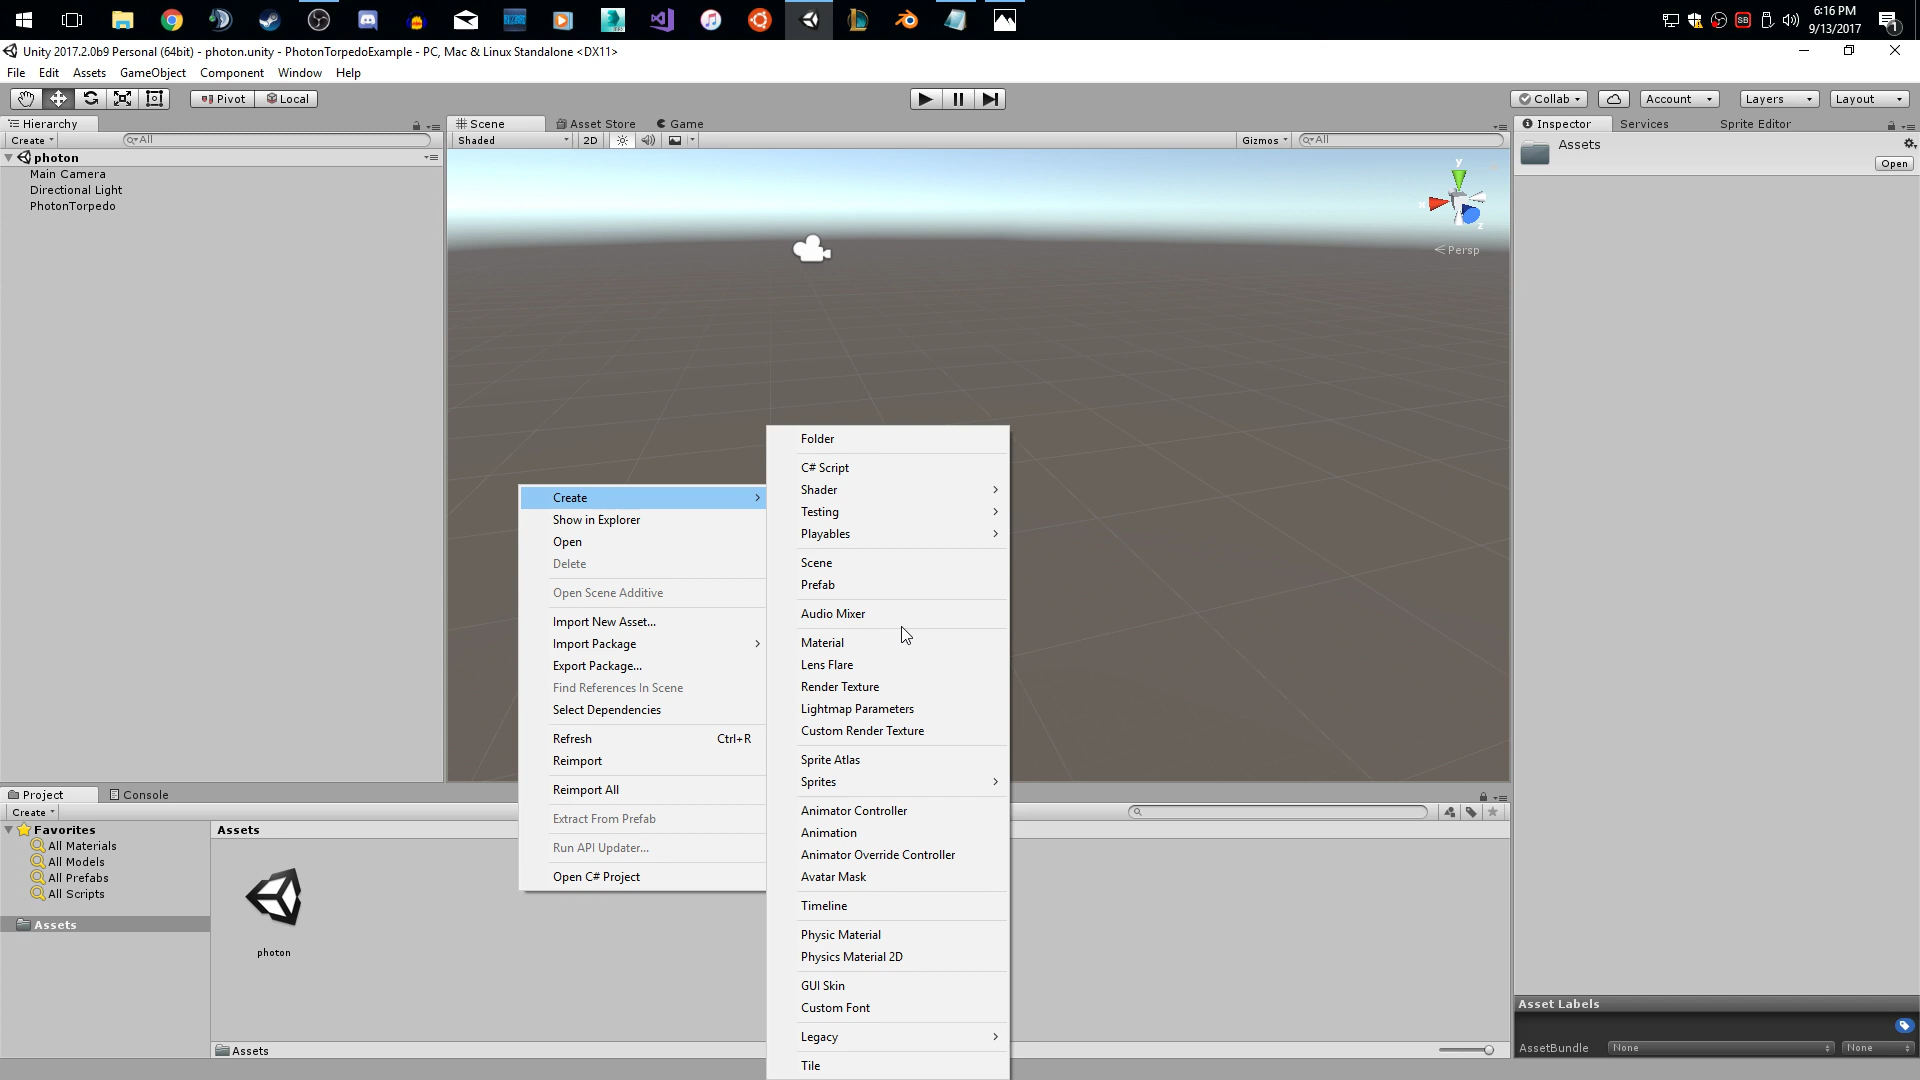 6:16 PM
9/13/2017
SB
1
Unity 2017.2.0b9 Personal (64bit) - photon.unity - PhotonTorpedoExample - PC, Mac & Linux Standalone <DX11>
File Edit Assets GameObject Component Window Help
Pivot Local Collab Account Layers Layout
Hierarchy
Create All
photon
Main Camera
Directional Light
PhotonTorpedo
Scene Asset Store Game
Shaded 2D Gizmos All
y
x
z
Persp
Inspector Services Sprite Editor
Assets
Open
Create
Show in Explorer
Open
Delete
Open Scene Additive
Import New Asset...
Import Package
Export Package...
Find References In Scene
Select Dependencies
Refresh Ctrl+R
Reimport
Reimport All
Extract From Prefab
Run API Updater...
Open C# Project
Folder
C# Script
Shader
Testing
Playables
Scene
Prefab
Audio Mixer
Material
Lens Flare
Render Texture
Lightmap Parameters
Custom Render Texture
Sprite Atlas
Sprites
Animator Controller
Animation
Animator Override Controller
Avatar Mask
Timeline
Physic Material
Physics Material 2D
GUI Skin
Custom Font
Legacy
Tile
Project Console
Create
Favorites
All Materials
All Models
All Prefabs
All Scripts
Assets
Assets
photon
Assets
Asset Labels
AssetBundle None None